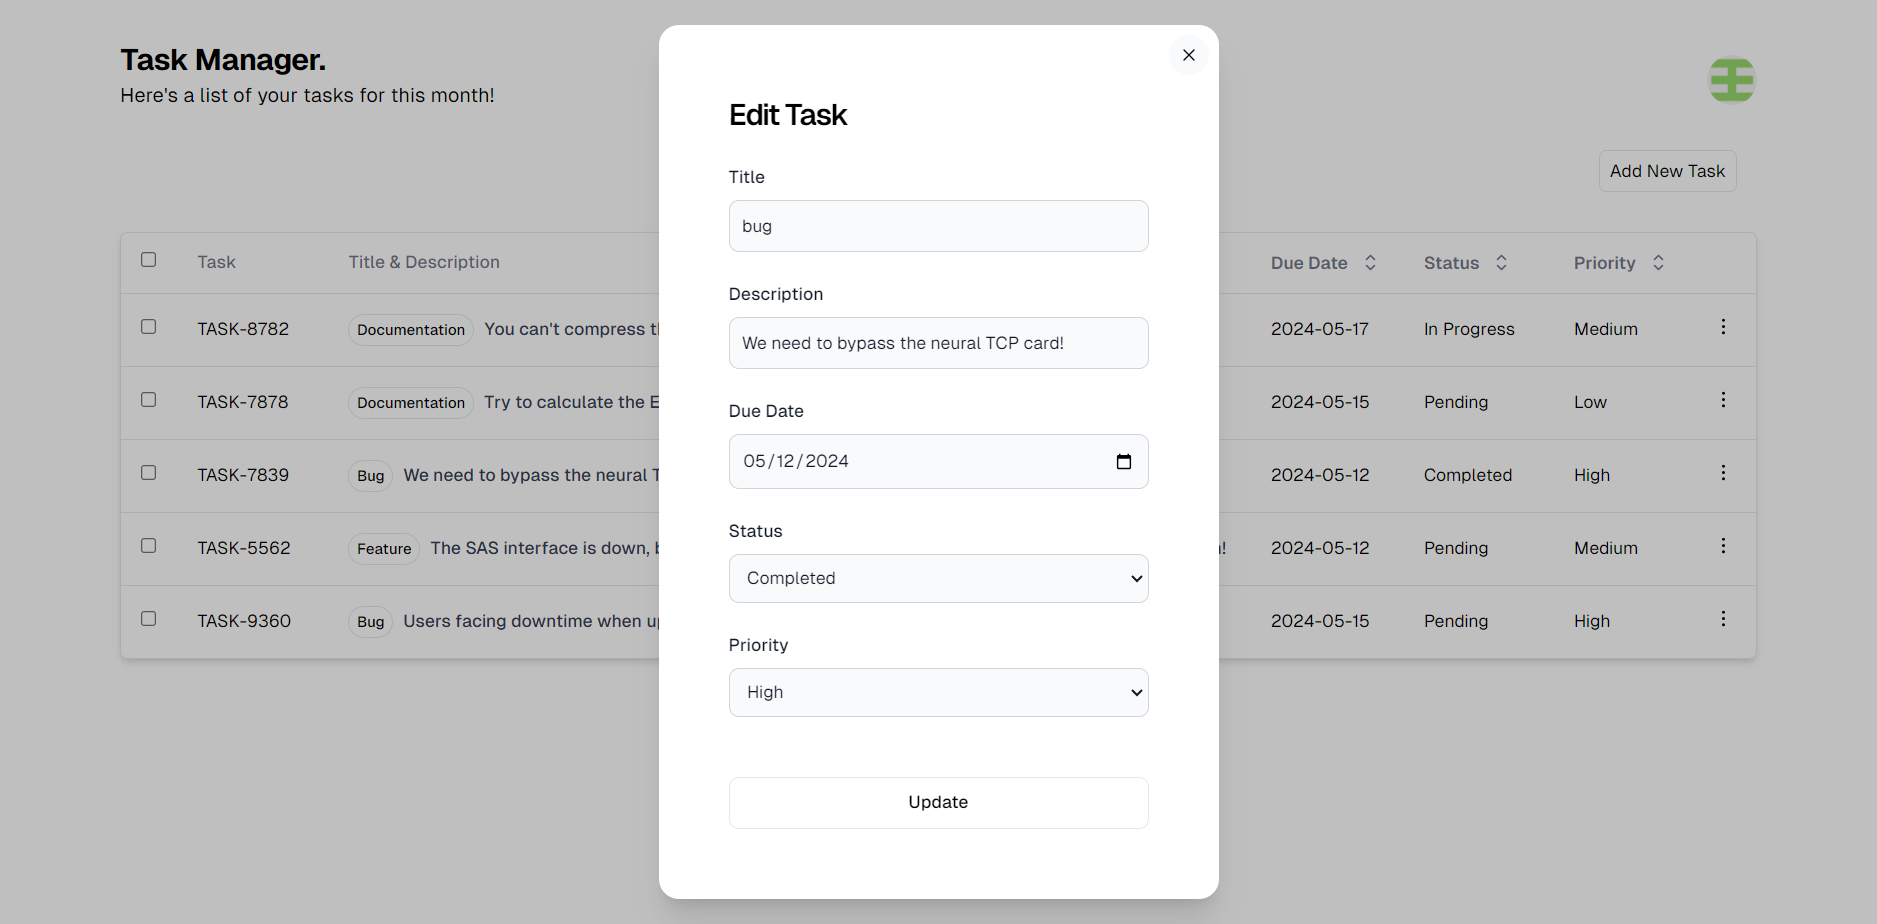 Task Manager.
Here's a list of your tasks for this month!
Add New Task
Task Title & Description Due Date Status Priority
TASK-8782 Documentation You can't compress 2024-05-17 In Progress Medium
TASK-7878 Documentation Try to calculate the 2024-05-15 Pending Low
TASK-7839 Bug We need to bypass the neural 2024-05-12 Completed High
TASK-5562 Feature The SAS interface is down, 2024-05-12 Pending Medium
TASK-9360 Bug Users facing downtime when 2024-05-15 Pending High
Edit Task
Title
bug
Description
We need to bypass the neural TCP card!
Due Date
05/12/2024
Status
Completed
Priority
High
Update